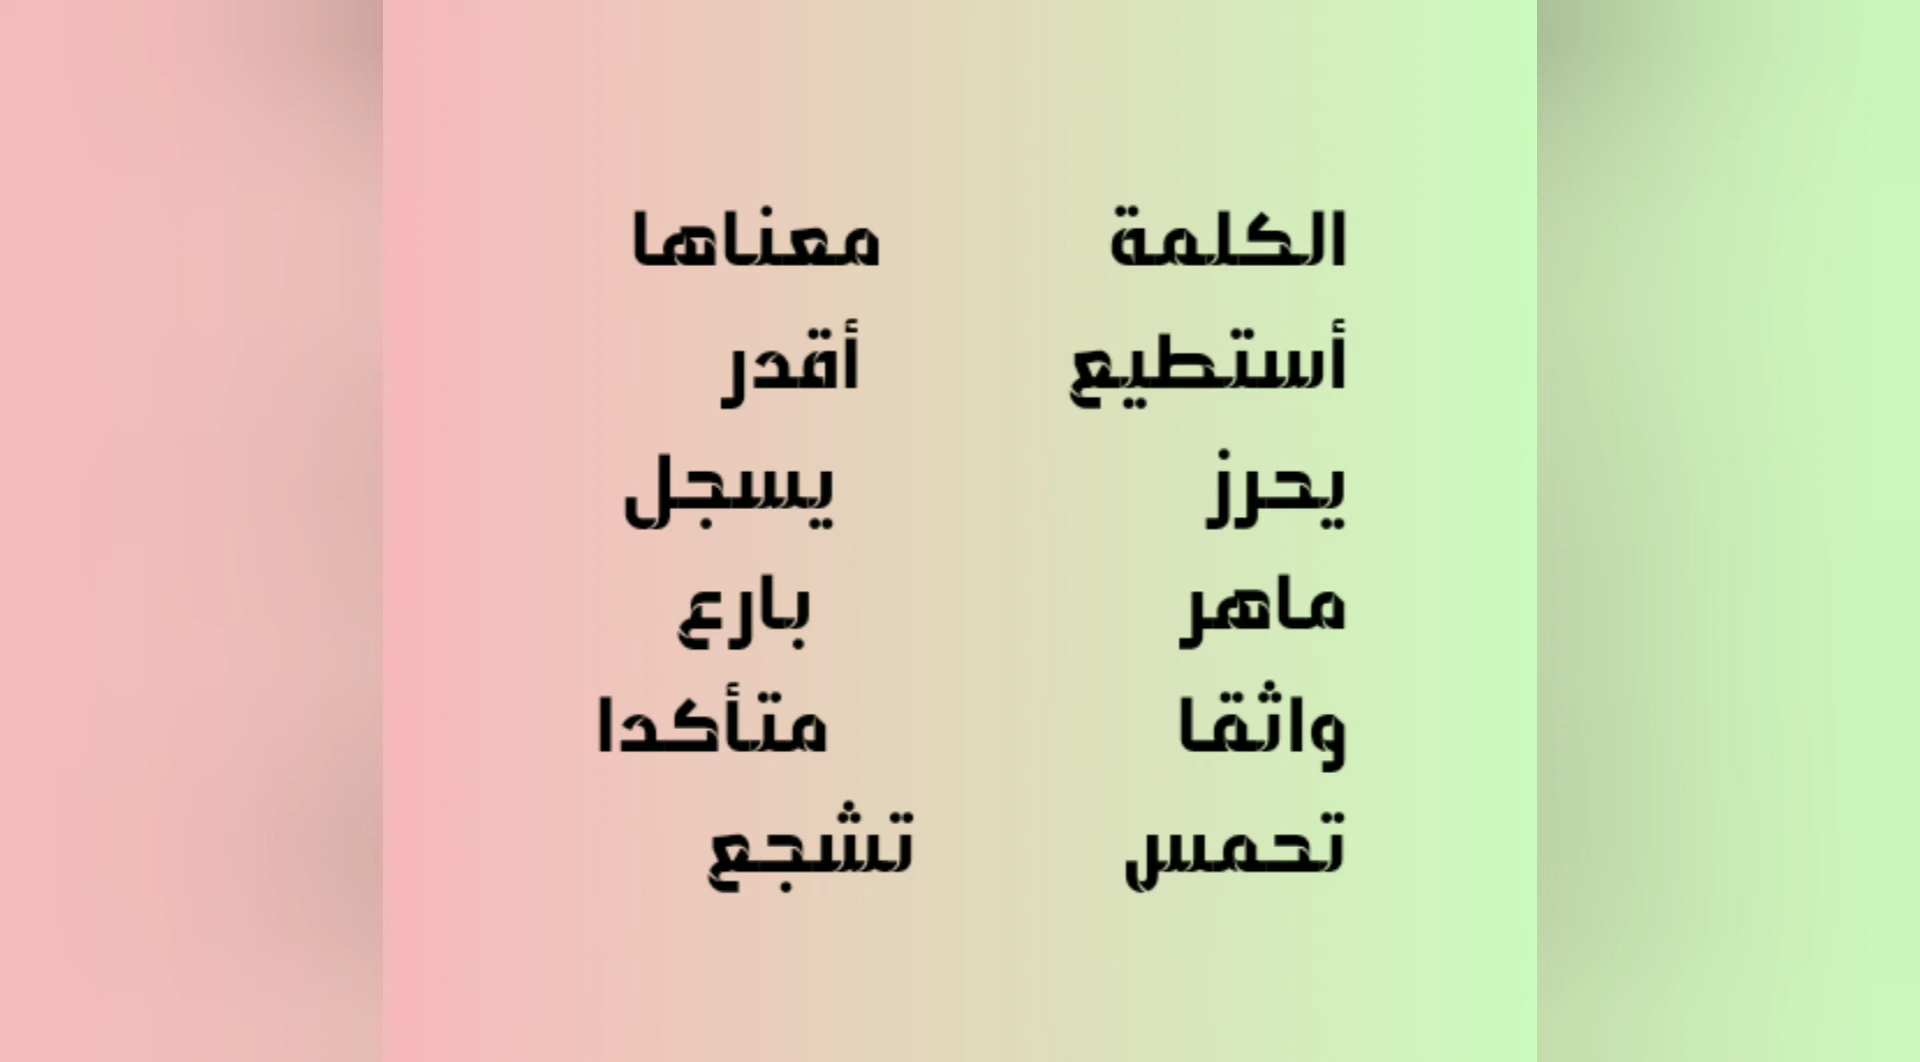 الكلمة معناها
أستطيع أقدر
يحرز يسجل
ماهر بارع
واثقا متأكدا
تحمس تشجع